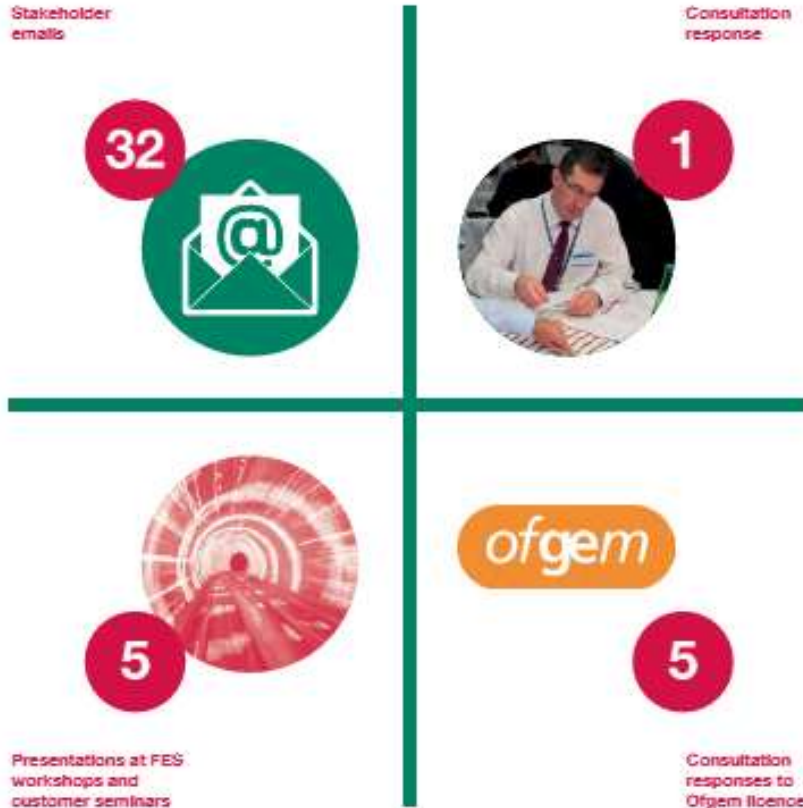 Stakeholder
emails
Consultation
response
32
1
@
ofgem
5
5
Presentations at FES
workshops and
customer seminars
Consultation
responses to
Ofgem licence